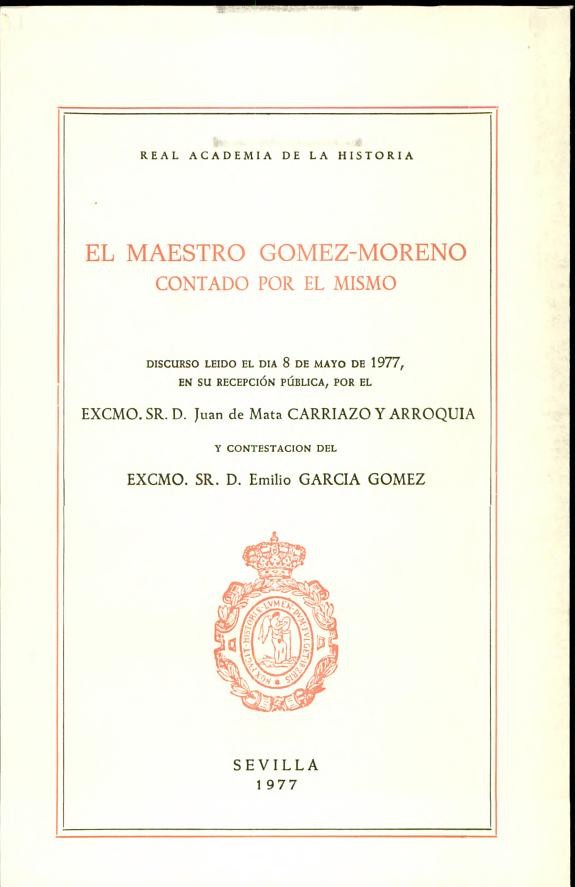 REAL ACADEMIA DE LA HISTORIA
EL MAESTRO GOMEZ-MORENO
CONTADO POR EL MISMO
DISCURSO LEIDO EL DIA 8 DE MAYO DE 1977,
EN SU RECEPCIÓN PÚBLICA, POR EL
EXCMO. SR. D. Juan de Mata CARRIAZO Y ARROQUIA
Y CONTESTACION DEL
EXCMO. SR. D. Emilio GARCIA GOMEZ
SEVILLA
1977